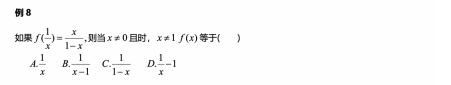 例 8
如果 f(1/x) = x/(1−x), 则当 x ≠ 0 且时，x ≠ 1 f(x) 等于(　　)
A. 1/x　B. 1/(x−1)　C. 1/(1−x)　D. 1/x −1